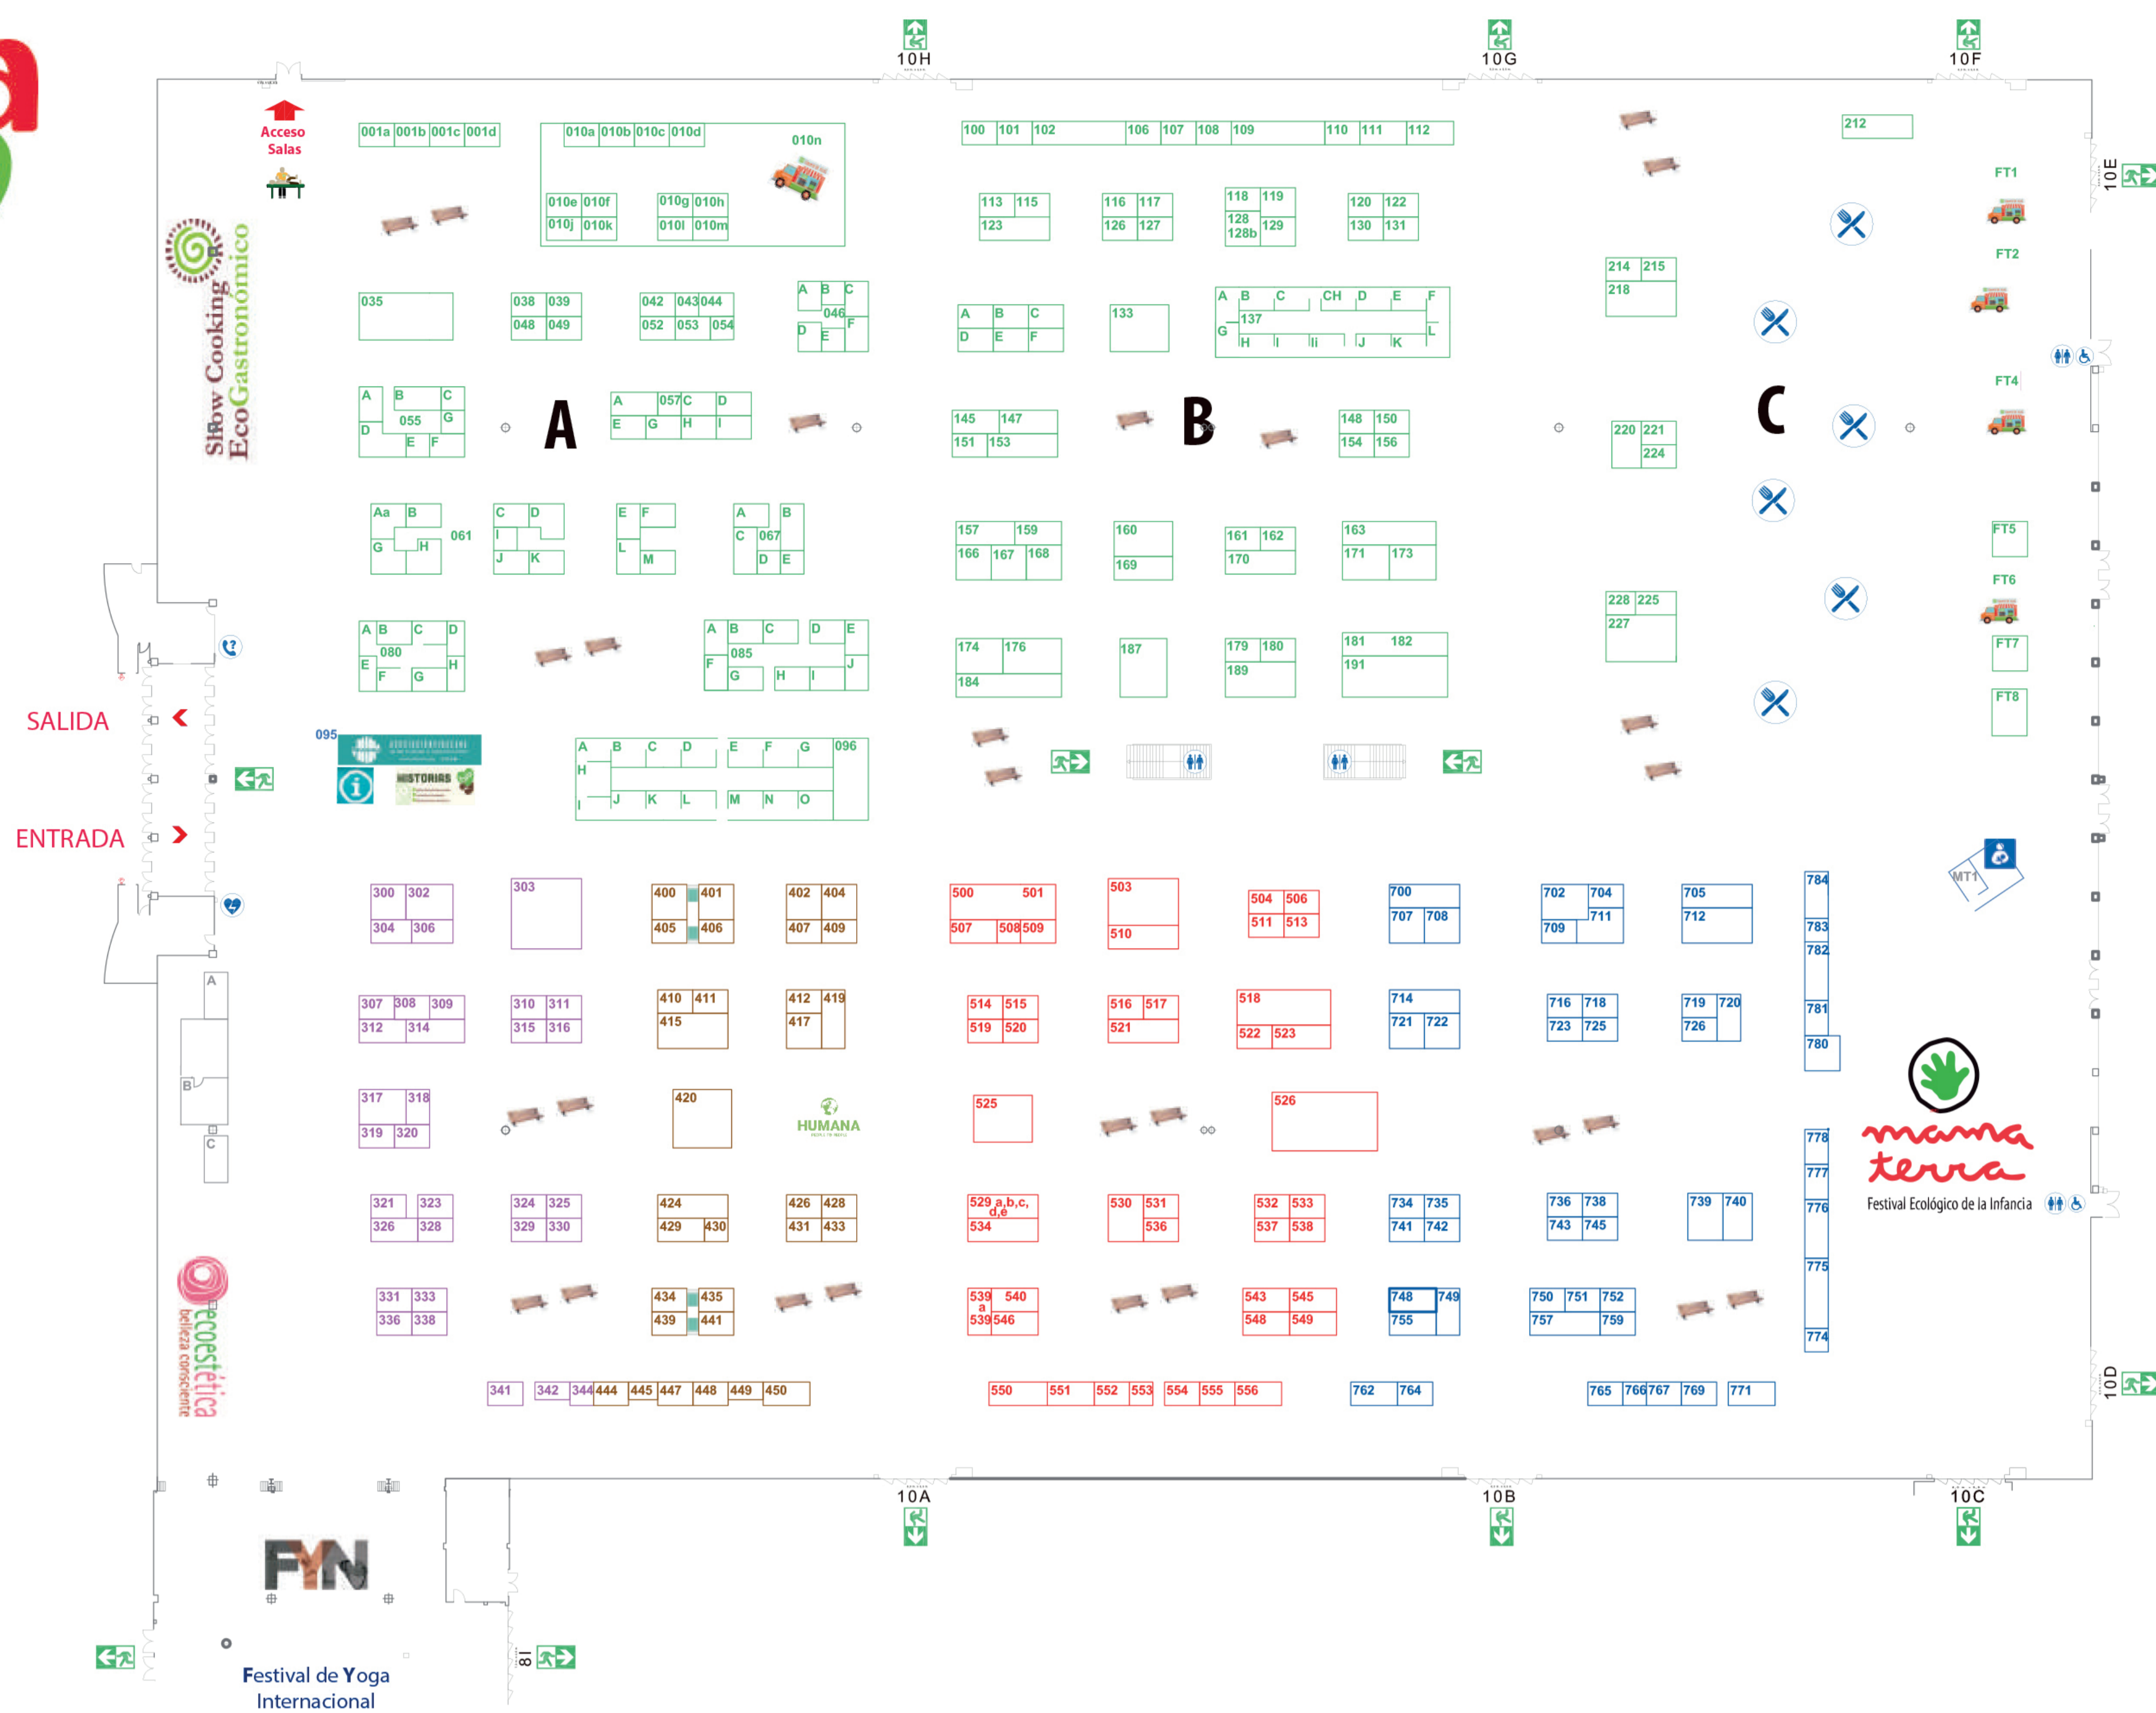 10H
10G
10F
10E
Acceso
Salas
001a 001b 001c 001d
010a 010b 010c 010d
010n
100 101 102 106 107 108 109 110 111 112
212
FT1
010e 010f
010j 010k
010g 010h
010l 010m
113 115
123
116 117
126 127
118 119
128
128b 129
120 122
130 131
Show Cooking
EcoGastronómico
FT2
214 215
218
035
038 039
048 049
042 043 044
052 053 054
A B C
046
D E F
A B C
D E F
133
A B C CH D E F
137
G L
H I Ii J K
FT4
A B C
055 G
D E F
A 057 C D
E G H I
A
B
C
145 147
151 153
148 150
154 156
220 221
224
Aa B
G H
061
C D
I
J K
E F
L
M
A B
C 067
D E
157 159
166 167 168
160
169
161 162
170
163
171 173
FT5
FT6
228 225
227
A B C D
080
E F G H
A B C D E
085
F G H I J
174 176
184
187
179 180
189
181 182
191
FT7
FT8
SALIDA
095
HISTORIAS
A B C D E F G 096
H
I J K L M N O
ENTRADA
MT1
300 302
304 306
303
400 401
405 406
402 404
407 409
500 501
507 508 509
503
510
504 506
511 513
700
707 708
702 704
709 711
705
712
784
783
782
781
780
A
B
C
307 308 309
312 314
310 311
315 316
410 411
415
412 419
417
514 515
519 520
516 517
521
518
522 523
714
721 722
716 718
723 725
719 720
726
317 318
319 320
420
HUMANA
525
526
778
777
776
775
774
mama
terra
Festival Ecológico de la Infancia
321 323
326 328
324 325
329 330
424
429 430
426 428
431 433
529 a,b,c,
d,e
534
530 531
536
532 533
537 538
734 735
741 742
736 738
743 745
739 740
ecoestética
belleza consciente
331 333
336 338
434 435
439 441
539 540
a
539 546
543 545
548 549
748 749
755
750 751 752
757 759
341
342 344 444 445 447 448 449 450
550 551 552 553 554 555 556
762 764
765 766 767 769 771
10D
10A
10B
10C
FYN
8I
Festival de Yoga
Internacional